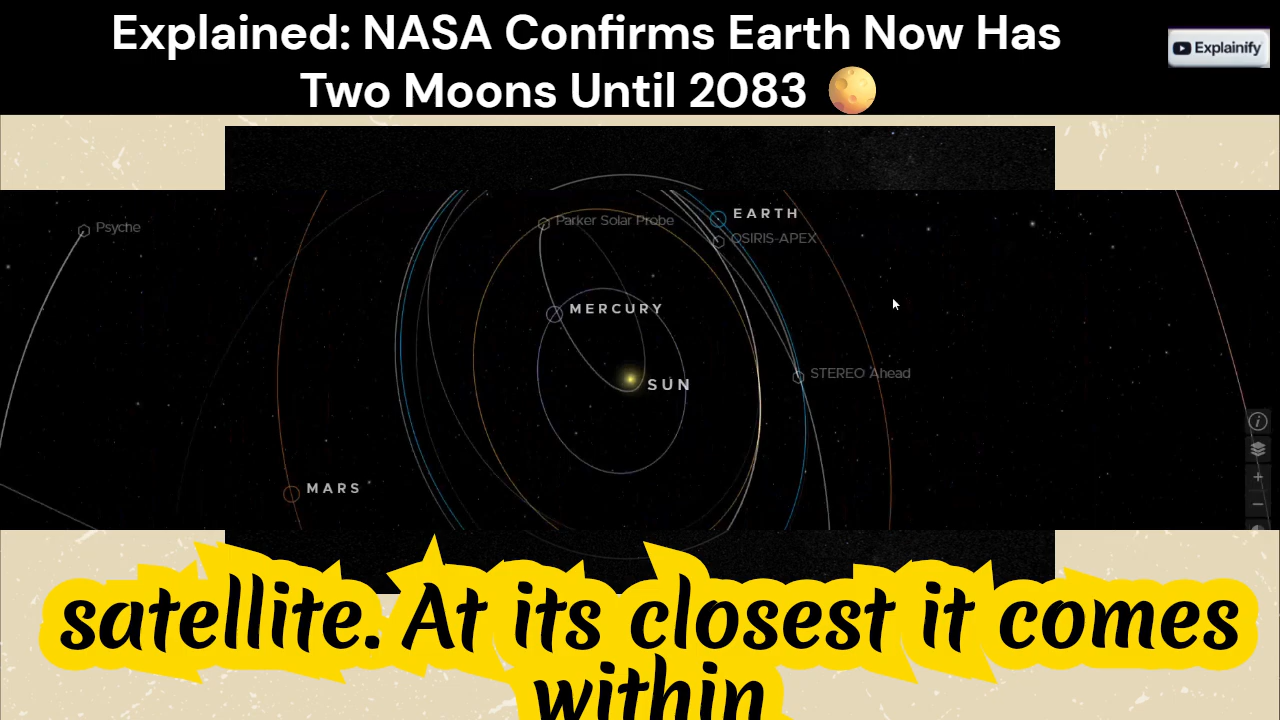 Explained: NASA Confirms Earth Now Has
Two Moons Until 2083
Explainify
Psyche
Parker Solar Probe
EARTH
OSIRIS-APEX
MERCURY
SUN
STEREO Ahead
MARS
satellite. At its closest it comes
within